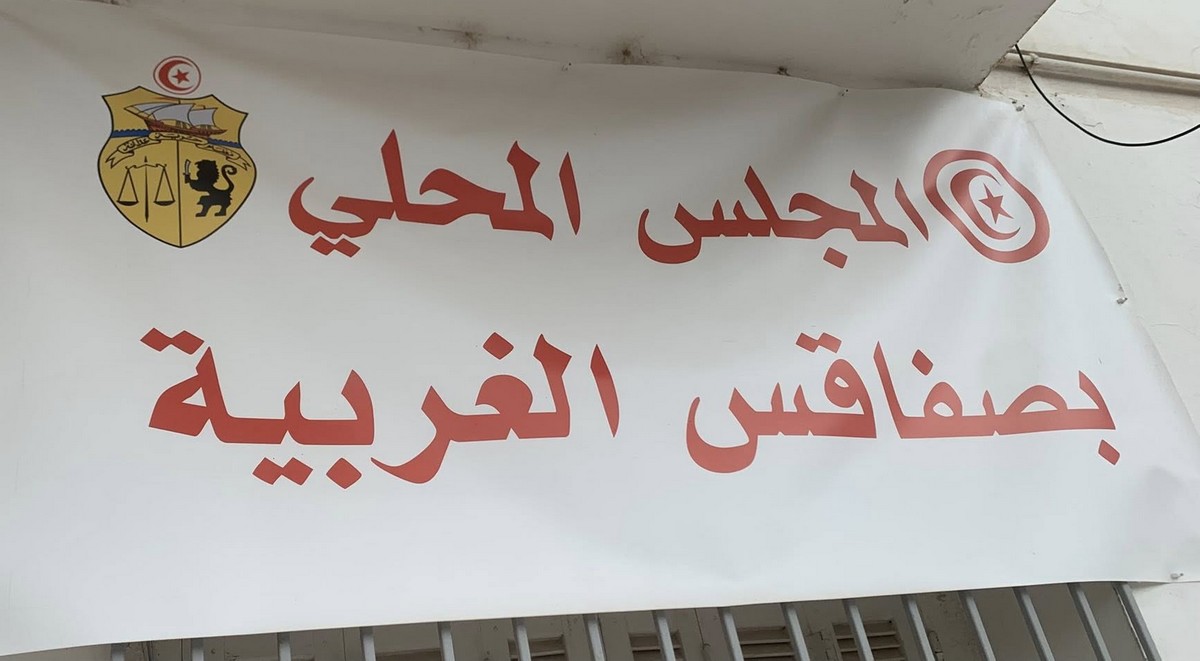 المجلس المحلي
بصفاقس الغربية